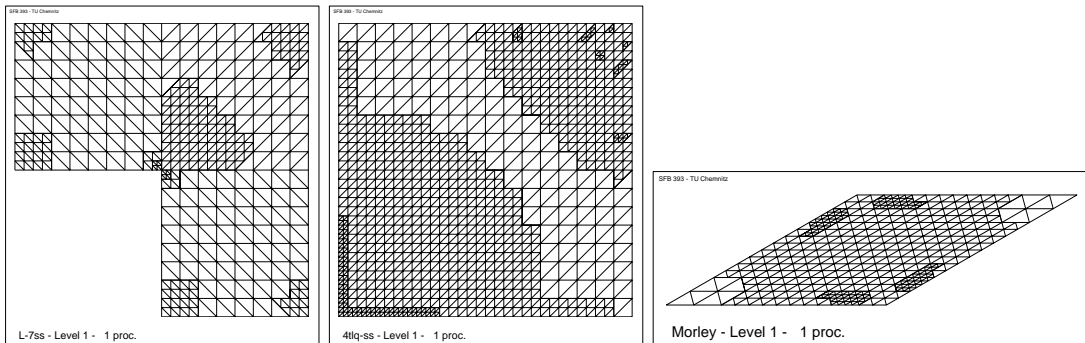 SFB 393 - TU Chemnitz
L-7ss - Level 1 - 1 proc.
SFB 393 - TU Chemnitz
4tlq-ss - Level 1 - 1 proc.
SFB 393 - TU Chemnitz
Morley - Level 1 - 1 proc.